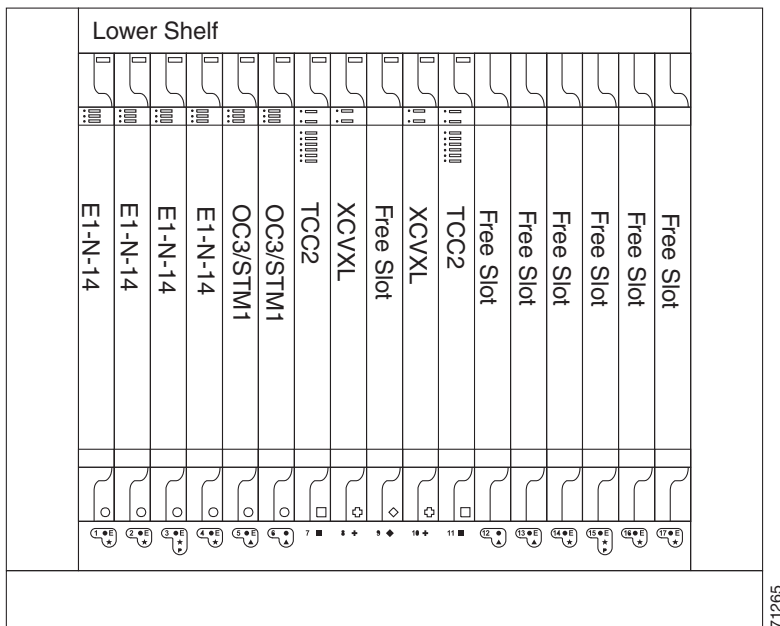 Lower Shelf
E1-N-14
E1-N-14
E1-N-14
E1-N-14
OC3/STM1
OC3/STM1
TCC2
XCVXL
Free Slot
XCVXL
TCC2
Free Slot
Free Slot
Free Slot
Free Slot
Free Slot
Free Slot
1 E
2 E
3 E P
4 E
5 E
6
7
8
9
10
11
12
13 E
14 E
15 E P
16 E
17 E
71265